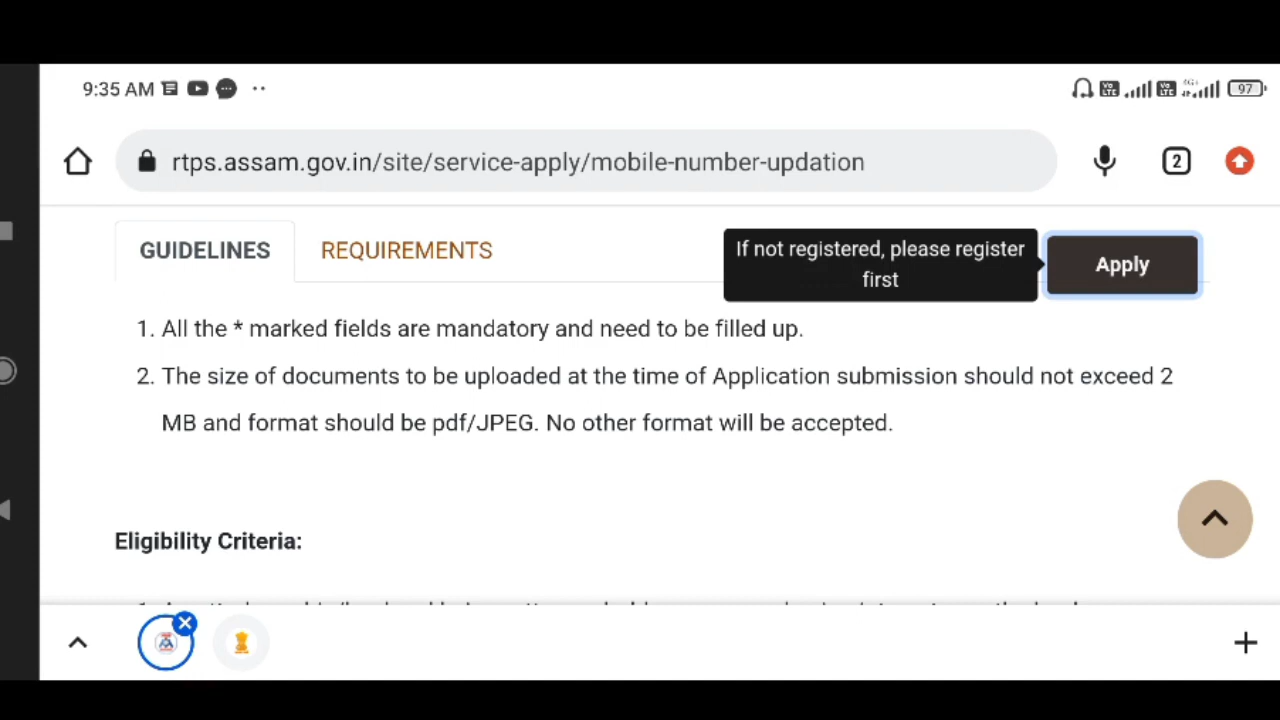 9:35 AM
97
rtps.assam.gov.in/site/service-apply/mobile-number-updation
2
GUIDELINES
REQUIREMENTS
If not registered, please register
first
Apply
1. All the * marked fields are mandatory and need to be filled up.
2. The size of documents to be uploaded at the time of Application submission should not exceed 2
MB and format should be pdf/JPEG. No other format will be accepted.
Eligibility Criteria: